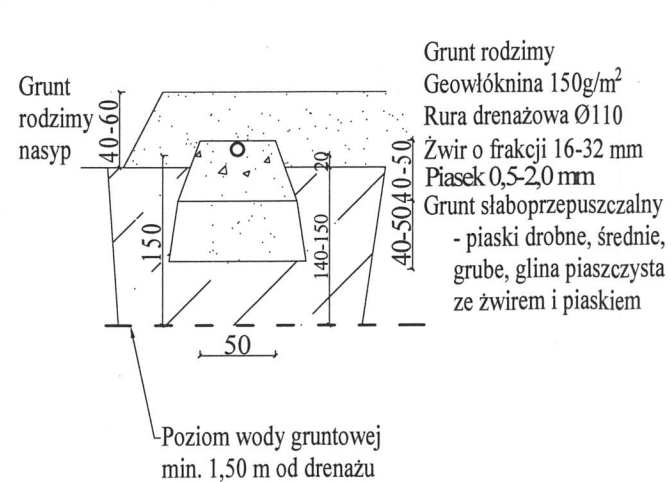 Grunt
rodzimy
nasyp
40-60
150
20
140-150
40-50
40-50
50
Grunt rodzimy
Geowłóknina 150g/m²
Rura drenażowa Ø110
Żwir o frakcji 16-32 mm
Piasek 0,5-2,0 mm
Grunt słaboprzepuszczalny
- piaski drobne, średnie,
grube, glina piaszczysta
ze żwirem i piaskiem
Poziom wody gruntowej
min. 1,50 m od drenażu